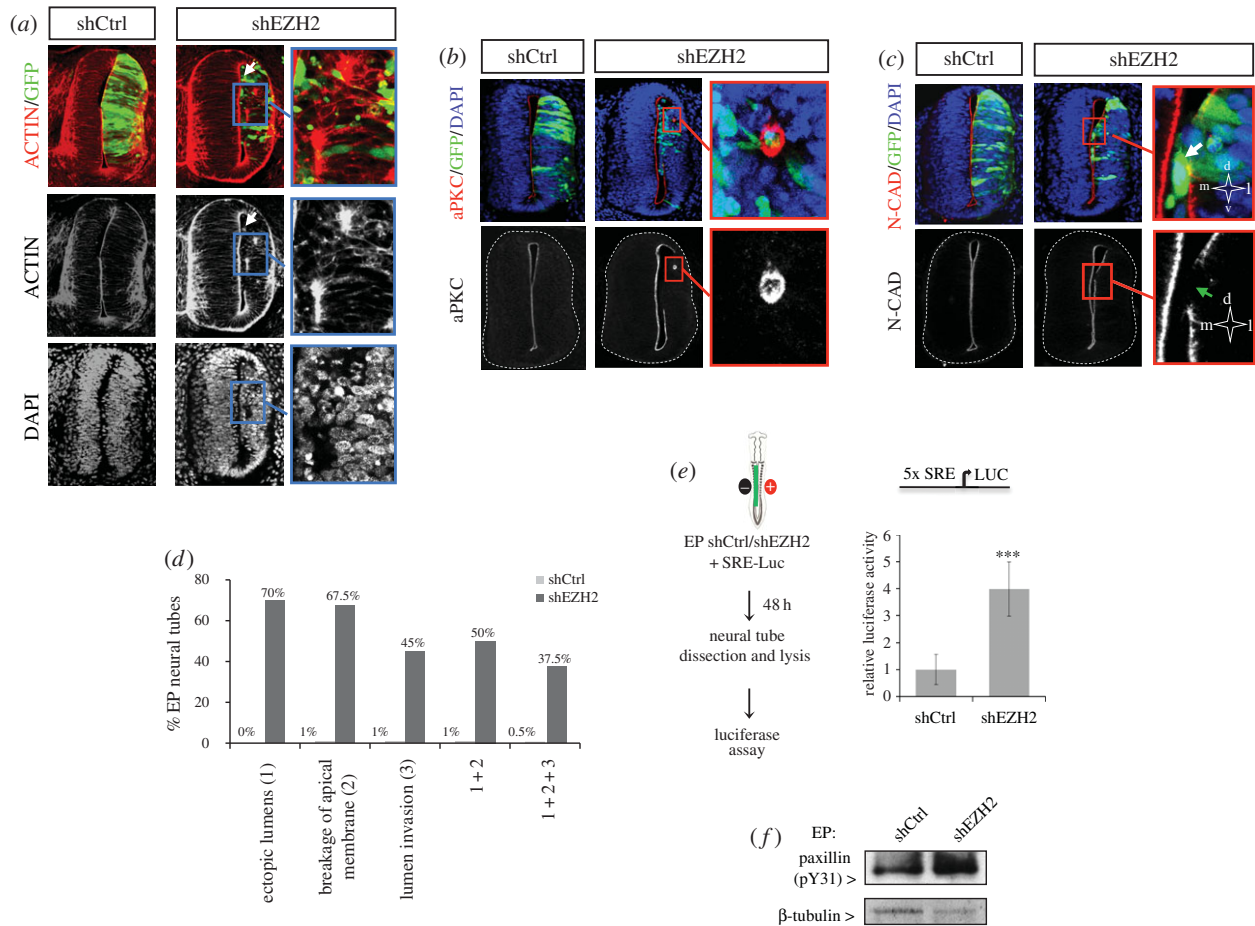 (a)
shCtrl
shEZH2
ACTIN/GFP
ACTIN
DAPI
(b)
shCtrl
shEZH2
aPKC/GFP/DAPI
aPKC
(c)
shCtrl
shEZH2
N-CAD/GFP/DAPI
d
m
l
v
N-CAD
d
m
l
v
(d)
% EP neural tubes
80
60
40
20
0
shCtrl
shEZH2
0%
70%
1%
67.5%
1%
45%
1%
50%
0.5%
37.5%
ectopic lumens (1)
breakage of apical
membrane (2)
lumen invasion (3)
1 + 2
1 + 2 + 3
(e)
−
+
EP shCtrl/shEZH2
+ SRE-Luc
48 h
neural tube
dissection and lysis
luciferase
assay
5x SRE LUC
relative luciferase activity
6
5
4
3
2
1
0
***
shCtrl
shEZH2
(f)
EP:
shCtrl
shEZH2
paxillin
(pY31) >
β-tubulin >